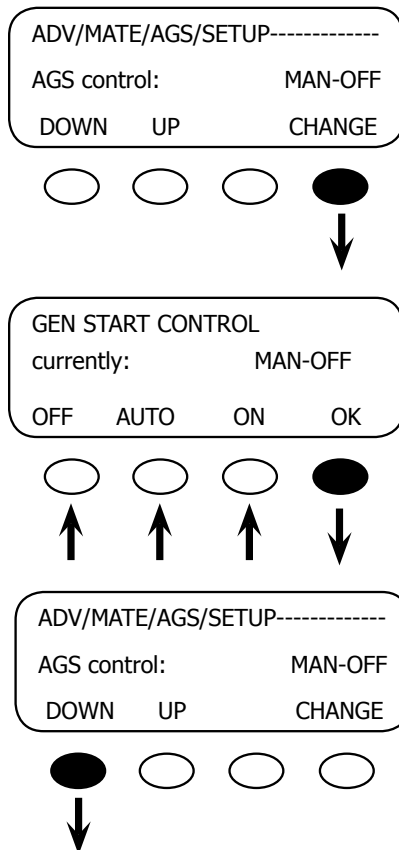 ADV/MATE/AGS/SETUP-------------
AGS control: MAN-OFF
DOWN UP CHANGE
GEN START CONTROL
currently: MAN-OFF
OFF AUTO ON OK
ADV/MATE/AGS/SETUP-------------
AGS control: MAN-OFF
DOWN UP CHANGE